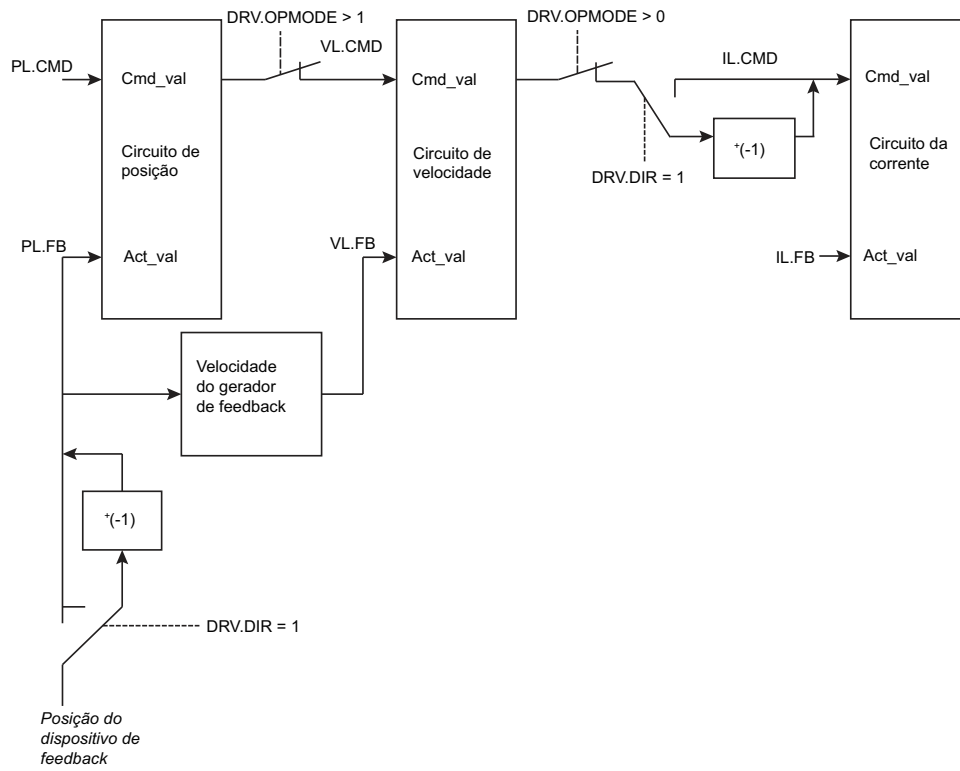 DRV.OPMODE > 1
DRV.OPMODE > 0
PL.CMD
VL.CMD
IL.CMD
Cmd_val
Cmd_val
Cmd_val
Circuito de
posição
Circuito de
velocidade
+(-1)
Circuito da
corrente
DRV.DIR = 1
PL.FB
Act_val
VL.FB
Act_val
IL.FB
Act_val
Velocidade
do gerador
de feedback
+(-1)
DRV.DIR = 1
Posição do
dispositivo de
feedback